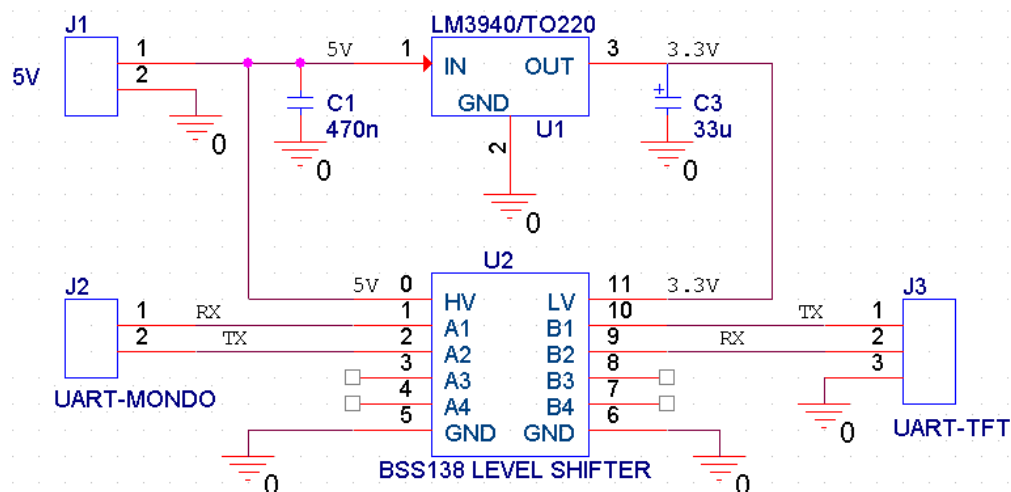 J1
LM3940/TO220
1
5V
1
3
3.3V
2
5V
IN
OUT
C1
470n
GND
U1
C3
33u
0
2
0
0
0
U2
J2
5V
0
11
3.3V
J3
HV
LV
1
RX
1
10
TX
1
A1
B1
2
TX
2
9
RX
2
A2
B2
3
8
3
A3
B3
4
7
A4
B4
UART-MONDO
5
6
0
UART-TFT
GND
GND
BSS138 LEVEL SHIFTER
0
0